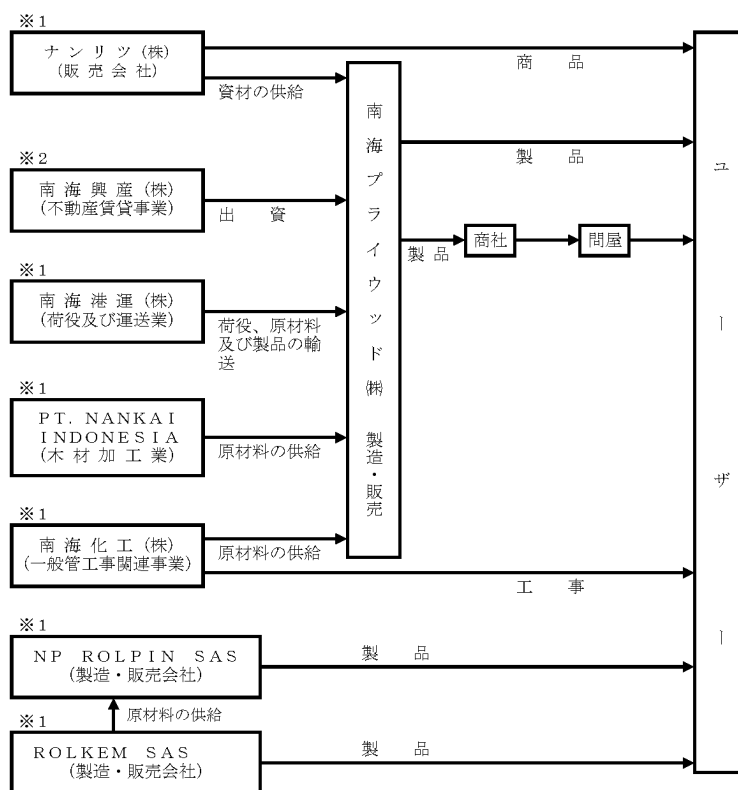 ※１
ナ ン リ ツ (株)
(販 売 会 社)
商　品
資材の供給
※２
南 海 興 産 (株)
(不動産賃貸事業)
出　資
※１
南 海 港 運 (株)
(荷役及び運送業)
荷役、原材料
及び製品の輸
送
※１
ＰＴ. ＮＡＮＫＡＩ
ＩＮＤＯＮＥＳＩＡ
(木 材 加 工 業)
原材料の供給
※１
南 海 化 工 (株)
(一般管工事関連事業)
原材料の供給
工　事
南海プライウッド㈱　製造・販売
製　品
製 品
商社
問屋
ユーザー
※１
ＮＰ ＲＯＬＰＩＮ ＳＡＳ
(製造・販売会社)
製　品
原材料の供給
※１
ＲＯＬＫＥＭ ＳＡＳ
(製造・販売会社)
製　品